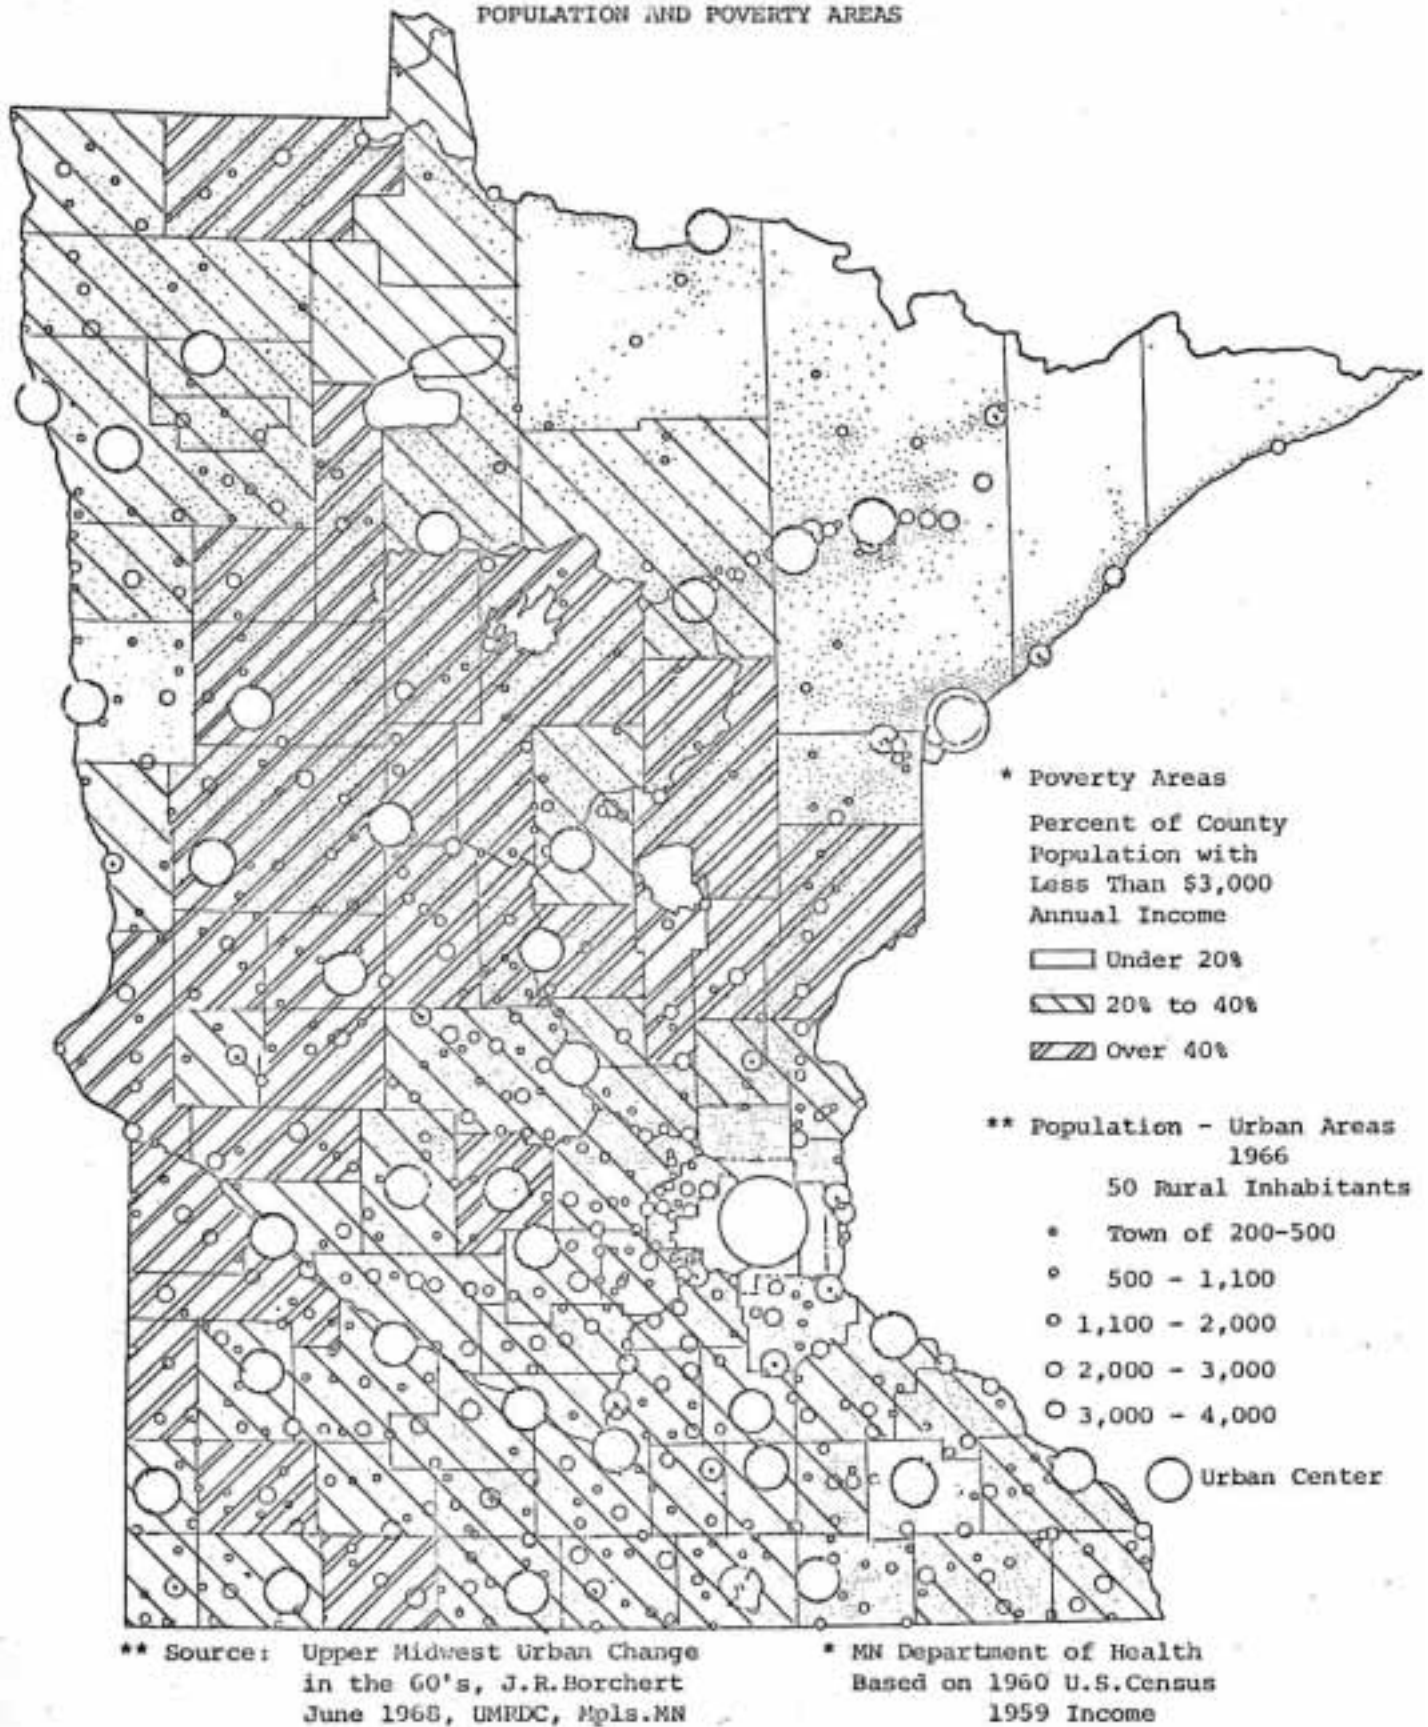 POPULATION AND POVERTY AREAS
* Poverty Areas
Percent of County
Population with
Less Than $3,000
Annual Income
Under 20%
20% to 40%
Over 40%
** Population - Urban Areas
1966
50 Rural Inhabitants
Town of 200-500
500 - 1,100
1,100 - 2,000
2,000 - 3,000
3,000 - 4,000
Urban Center
** Source: Upper Midwest Urban Change
in the 60's, J.R.Borchert
June 1968, UMRDC, Mpls.MN
* MN Department of Health
Based on 1960 U.S.Census
1959 Income